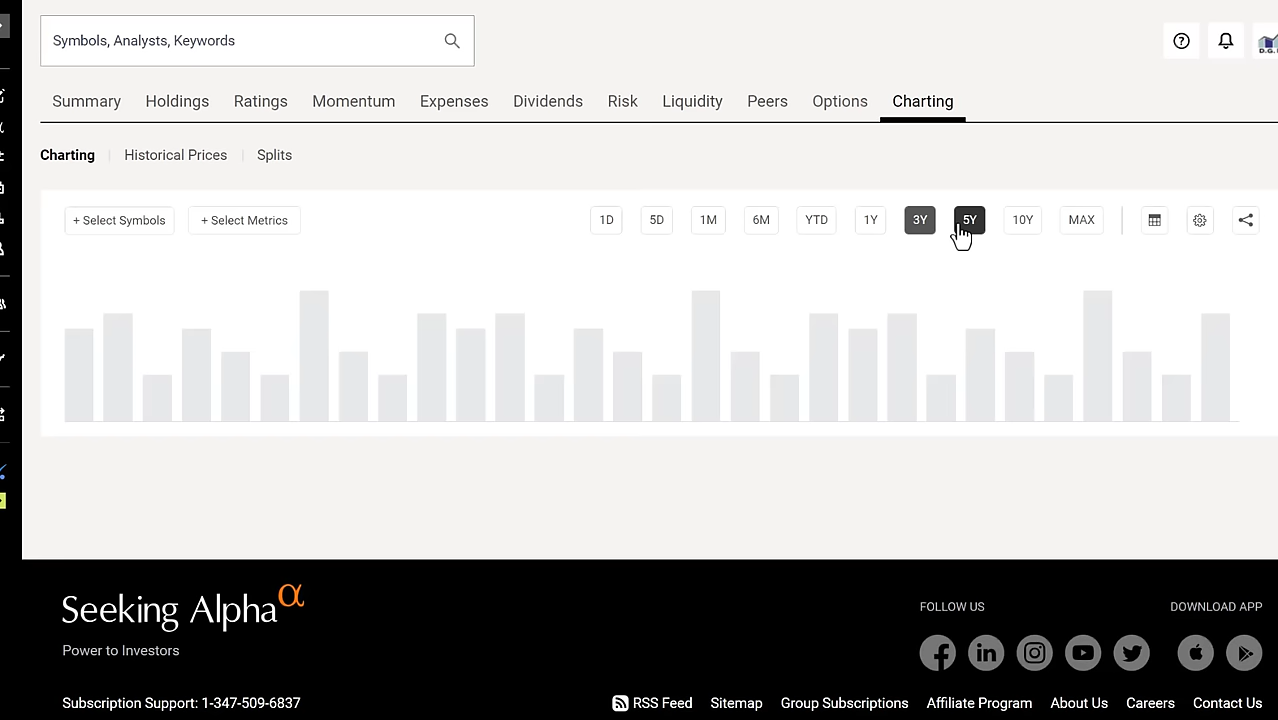 Symbols, Analysts, Keywords
Summary Holdings Ratings Momentum Expenses Dividends Risk Liquidity Peers Options Charting
Charting Historical Prices Splits
+ Select Symbols + Select Metrics 1D 5D 1M 6M YTD 1Y 3Y 5Y 10Y MAX
Seeking Alpha α
Power to Investors
FOLLOW US DOWNLOAD APP
Subscription Support: 1-347-509-6837 RSS Feed Sitemap Group Subscriptions Affiliate Program About Us Careers Contact Us